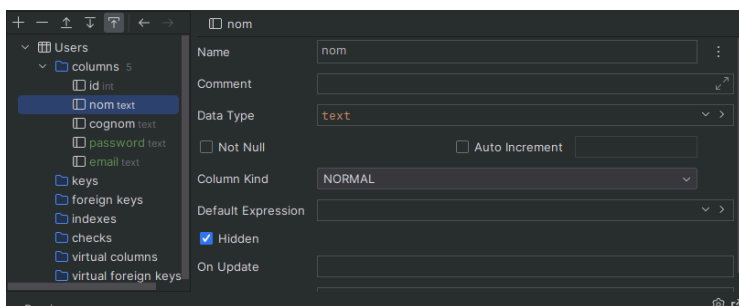 nom
Users
columns 5
id int
nom text
cognom text
password text
email text
keys
foreign keys
indexes
checks
virtual columns
virtual foreign keys
Name nom
Comment
Data Type text
Not Null Auto Increment
Column Kind NORMAL
Default Expression
Hidden
On Update